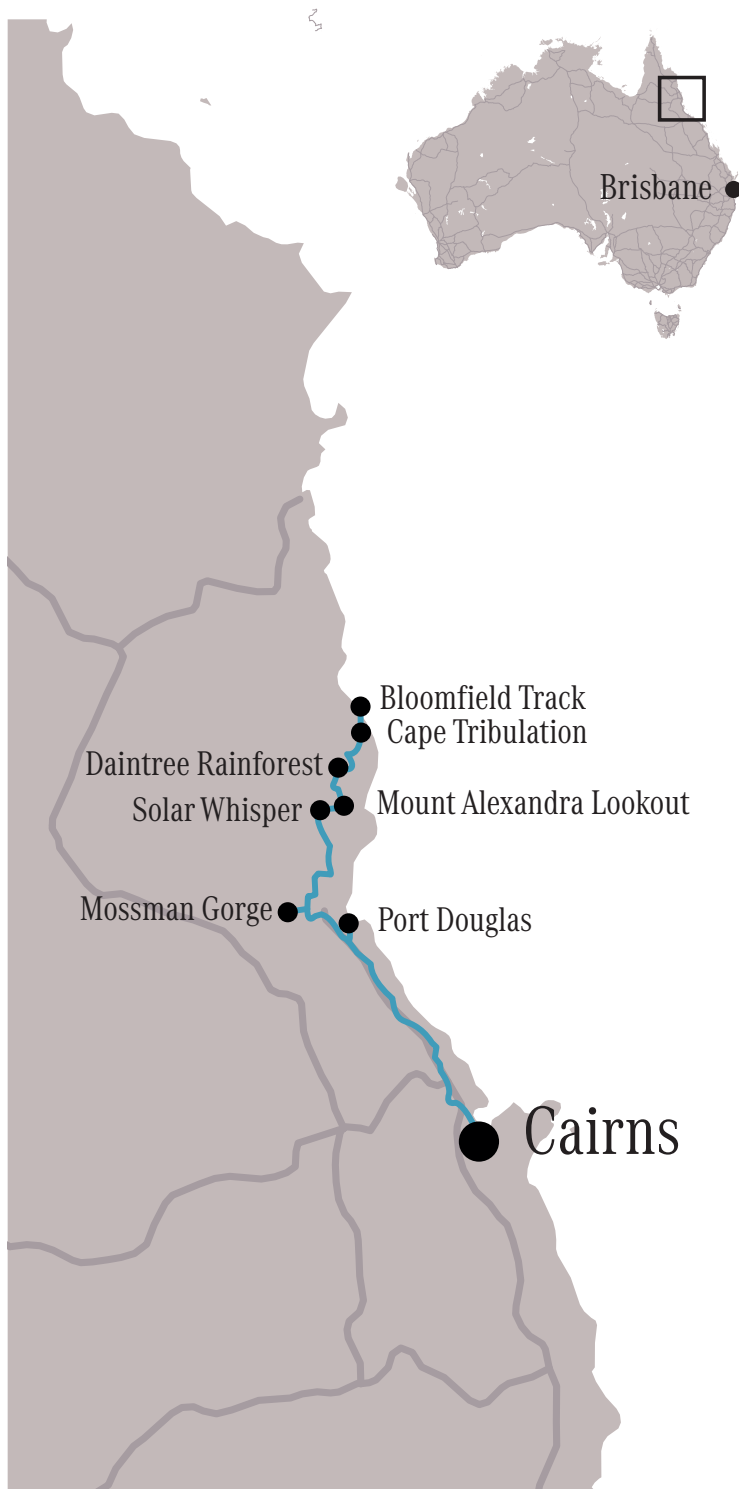 Brisbane
Bloomfield Track
Cape Tribulation
Daintree Rainforest
Mount Alexandra Lookout
Solar Whisper
Mossman Gorge
Port Douglas
Cairns